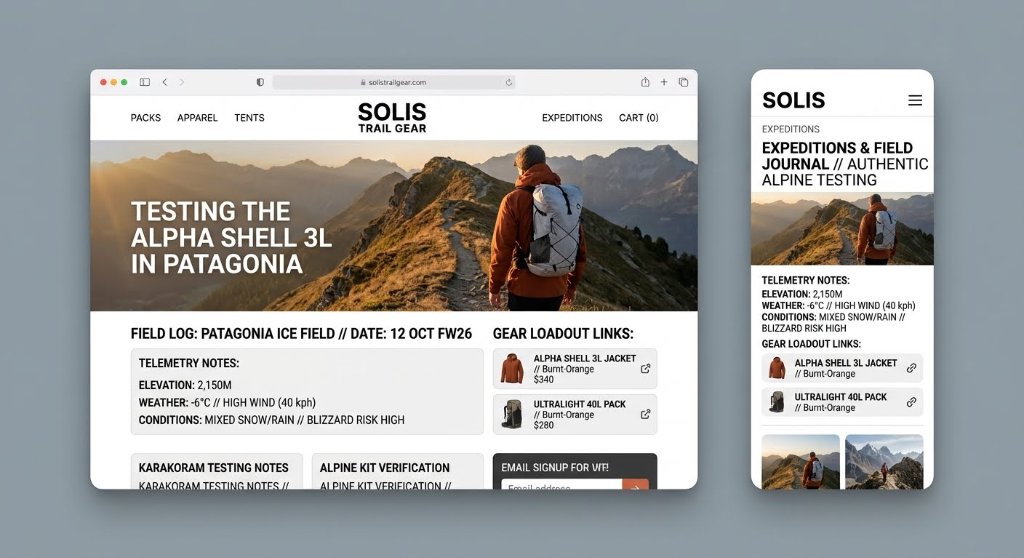 solistrailgear.com
PACKS APPAREL TENTS
SOLIS
TRAIL GEAR
EXPEDITIONS CART (0)
TESTING THE
ALPHA SHELL 3L
IN PATAGONIA
FIELD LOG: PATAGONIA ICE FIELD // DATE: 12 OCT FW26
TELEMETRY NOTES:
ELEVATION: 2,150M
WEATHER: -6°C // HIGH WIND (40 kph)
CONDITIONS: MIXED SNOW/RAIN // BLIZZARD RISK HIGH
GEAR LOADOUT LINKS:
ALPHA SHELL 3L JACKET
// Burnt-Orange
$340
ULTRALIGHT 40L PACK
// Burnt-Orange
$280
KARAKORAM TESTING NOTES
KARAKORAM TESTING NOTES //
ALPINE KIT VERIFICATION
ALPINE KIT VERIFICATION //
EMAIL SIGNUP FOR
Email address
SOLIS
EXPEDITIONS
EXPEDITIONS & FIELD
JOURNAL // AUTHENTIC
ALPINE TESTING
TELEMETRY NOTES:
ELEVATION: 2,150M
WEATHER: -6°C // HIGH WIND (40 kph)
CONDITIONS: MIXED SNOW/RAIN //
BLIZZARD RISK HIGH
GEAR LOADOUT LINKS:
ALPHA SHELL 3L JACKET
// Burnt-Orange
ULTRALIGHT 40L PACK
// Burnt-Orange